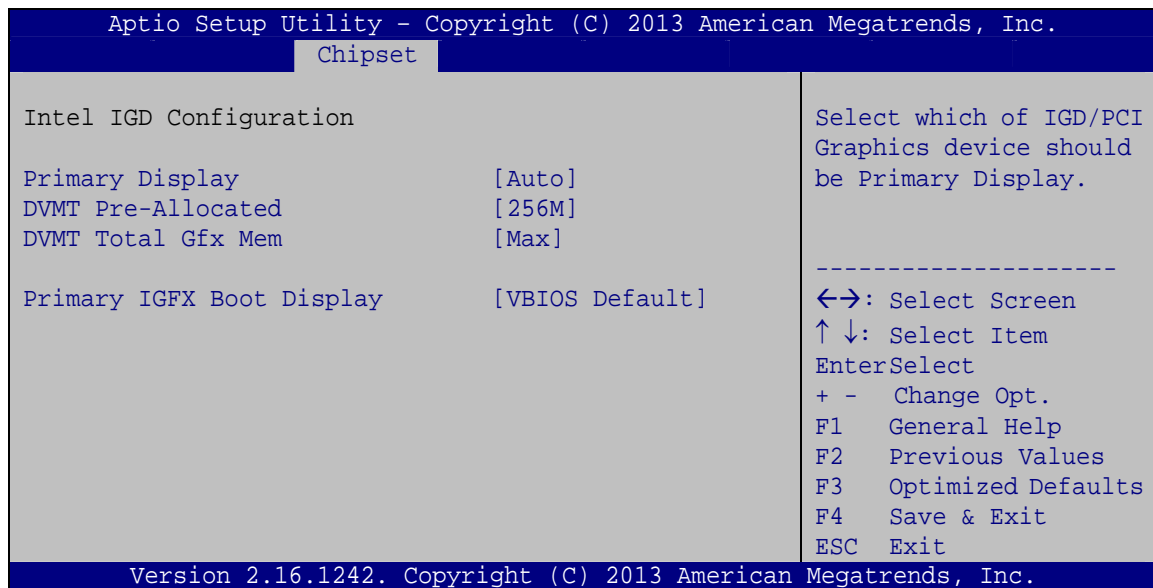 Aptio Setup Utility – Copyright (C) 2013 American Megatrends, Inc.
Chipset
Intel IGD Configuration
Primary Display [Auto]
DVMT Pre-Allocated [256M]
DVMT Total Gfx Mem [Max]
Primary IGFX Boot Display [VBIOS Default]
Select which of IGD/PCI
Graphics device should
be Primary Display.
---------------------
←→: Select Screen
↑ ↓: Select Item
EnterSelect
+ - Change Opt.
F1 General Help
F2 Previous Values
F3 Optimized Defaults
F4 Save & Exit
ESC Exit
Version 2.16.1242. Copyright (C) 2013 American Megatrends, Inc.